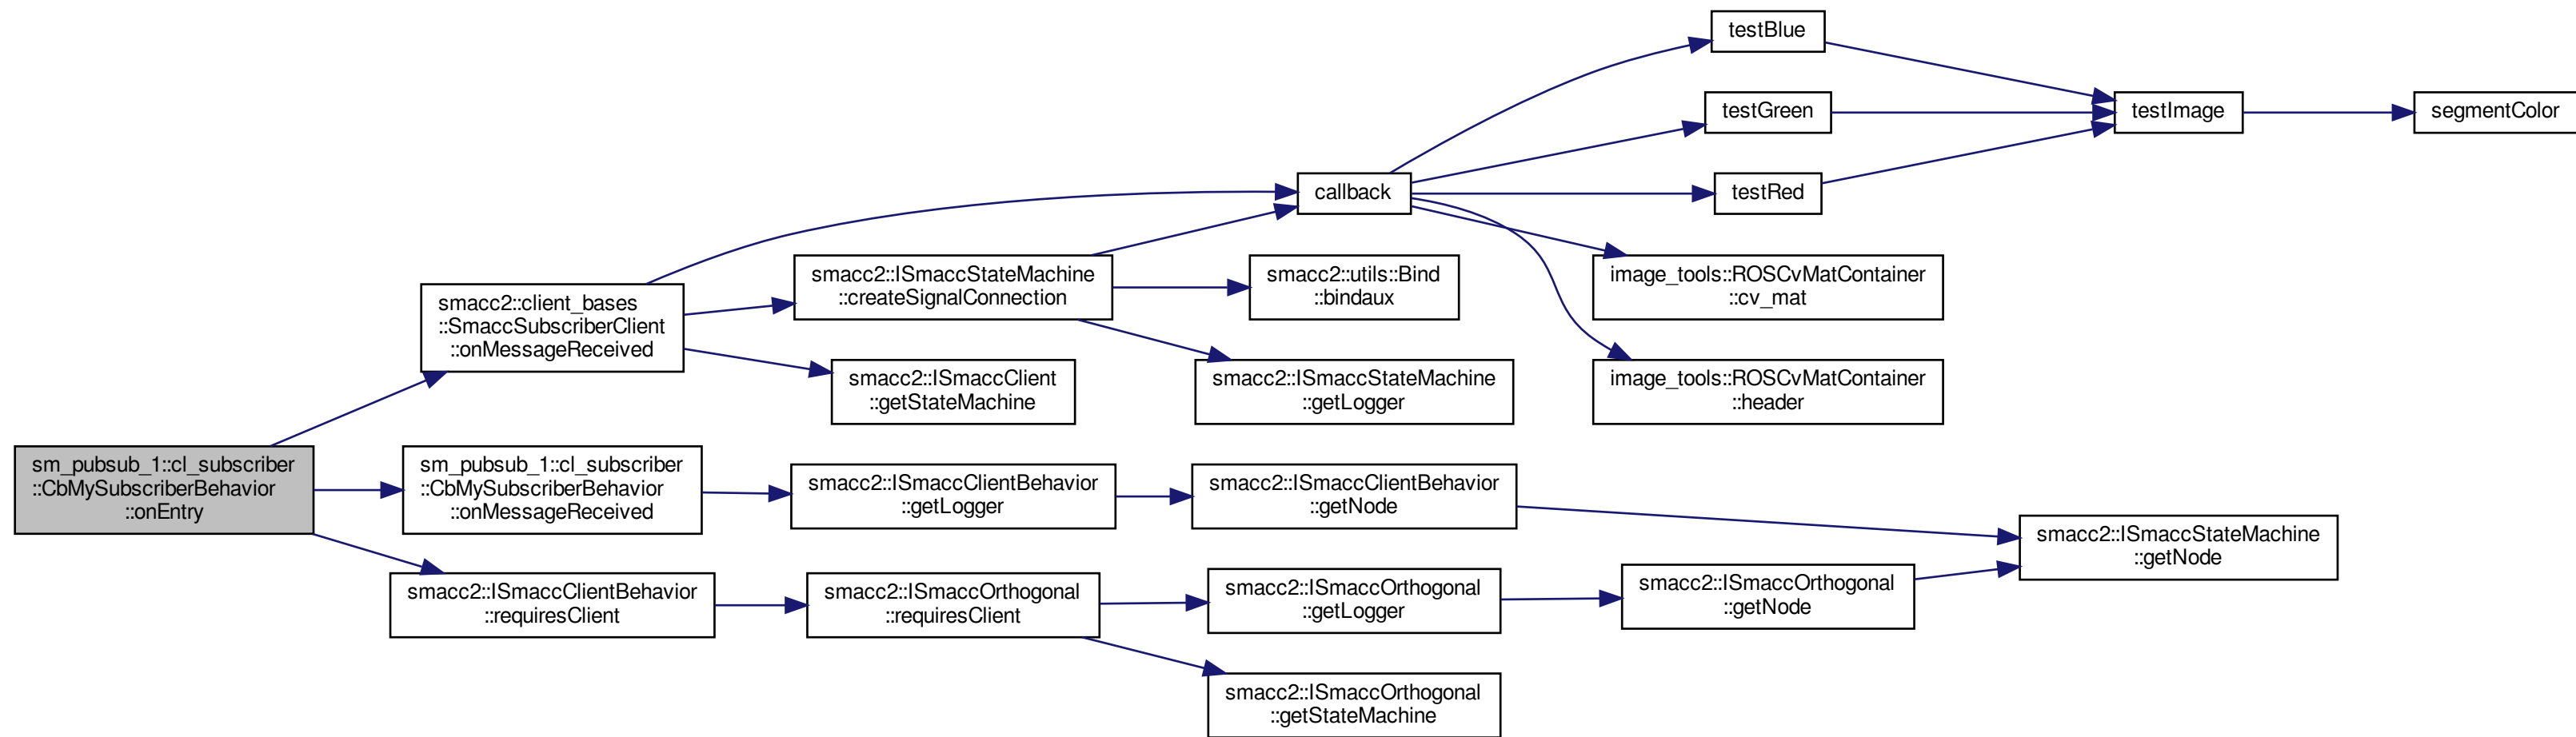 sm_pubsub_1::cl_subscriber
::CbMySubscriberBehavior
::onEntry
smacc2::client_bases
::SmaccSubscriberClient
::onMessageReceived
sm_pubsub_1::cl_subscriber
::CbMySubscriberBehavior
::onMessageReceived
smacc2::ISmaccClientBehavior
::requiresClient
smacc2::ISmaccStateMachine
::createSignalConnection
smacc2::ISmaccClient
::getStateMachine
smacc2::ISmaccClientBehavior
::getLogger
smacc2::ISmaccOrthogonal
::requiresClient
callback
smacc2::utils::Bind
::bindaux
smacc2::ISmaccStateMachine
::getLogger
smacc2::ISmaccClientBehavior
::getNode
smacc2::ISmaccOrthogonal
::getLogger
smacc2::ISmaccOrthogonal
::getStateMachine
testBlue
testGreen
testRed
image_tools::ROSCvMatContainer
::cv_mat
image_tools::ROSCvMatContainer
::header
smacc2::ISmaccOrthogonal
::getNode
testImage
smacc2::ISmaccStateMachine
::getNode
segmentColor